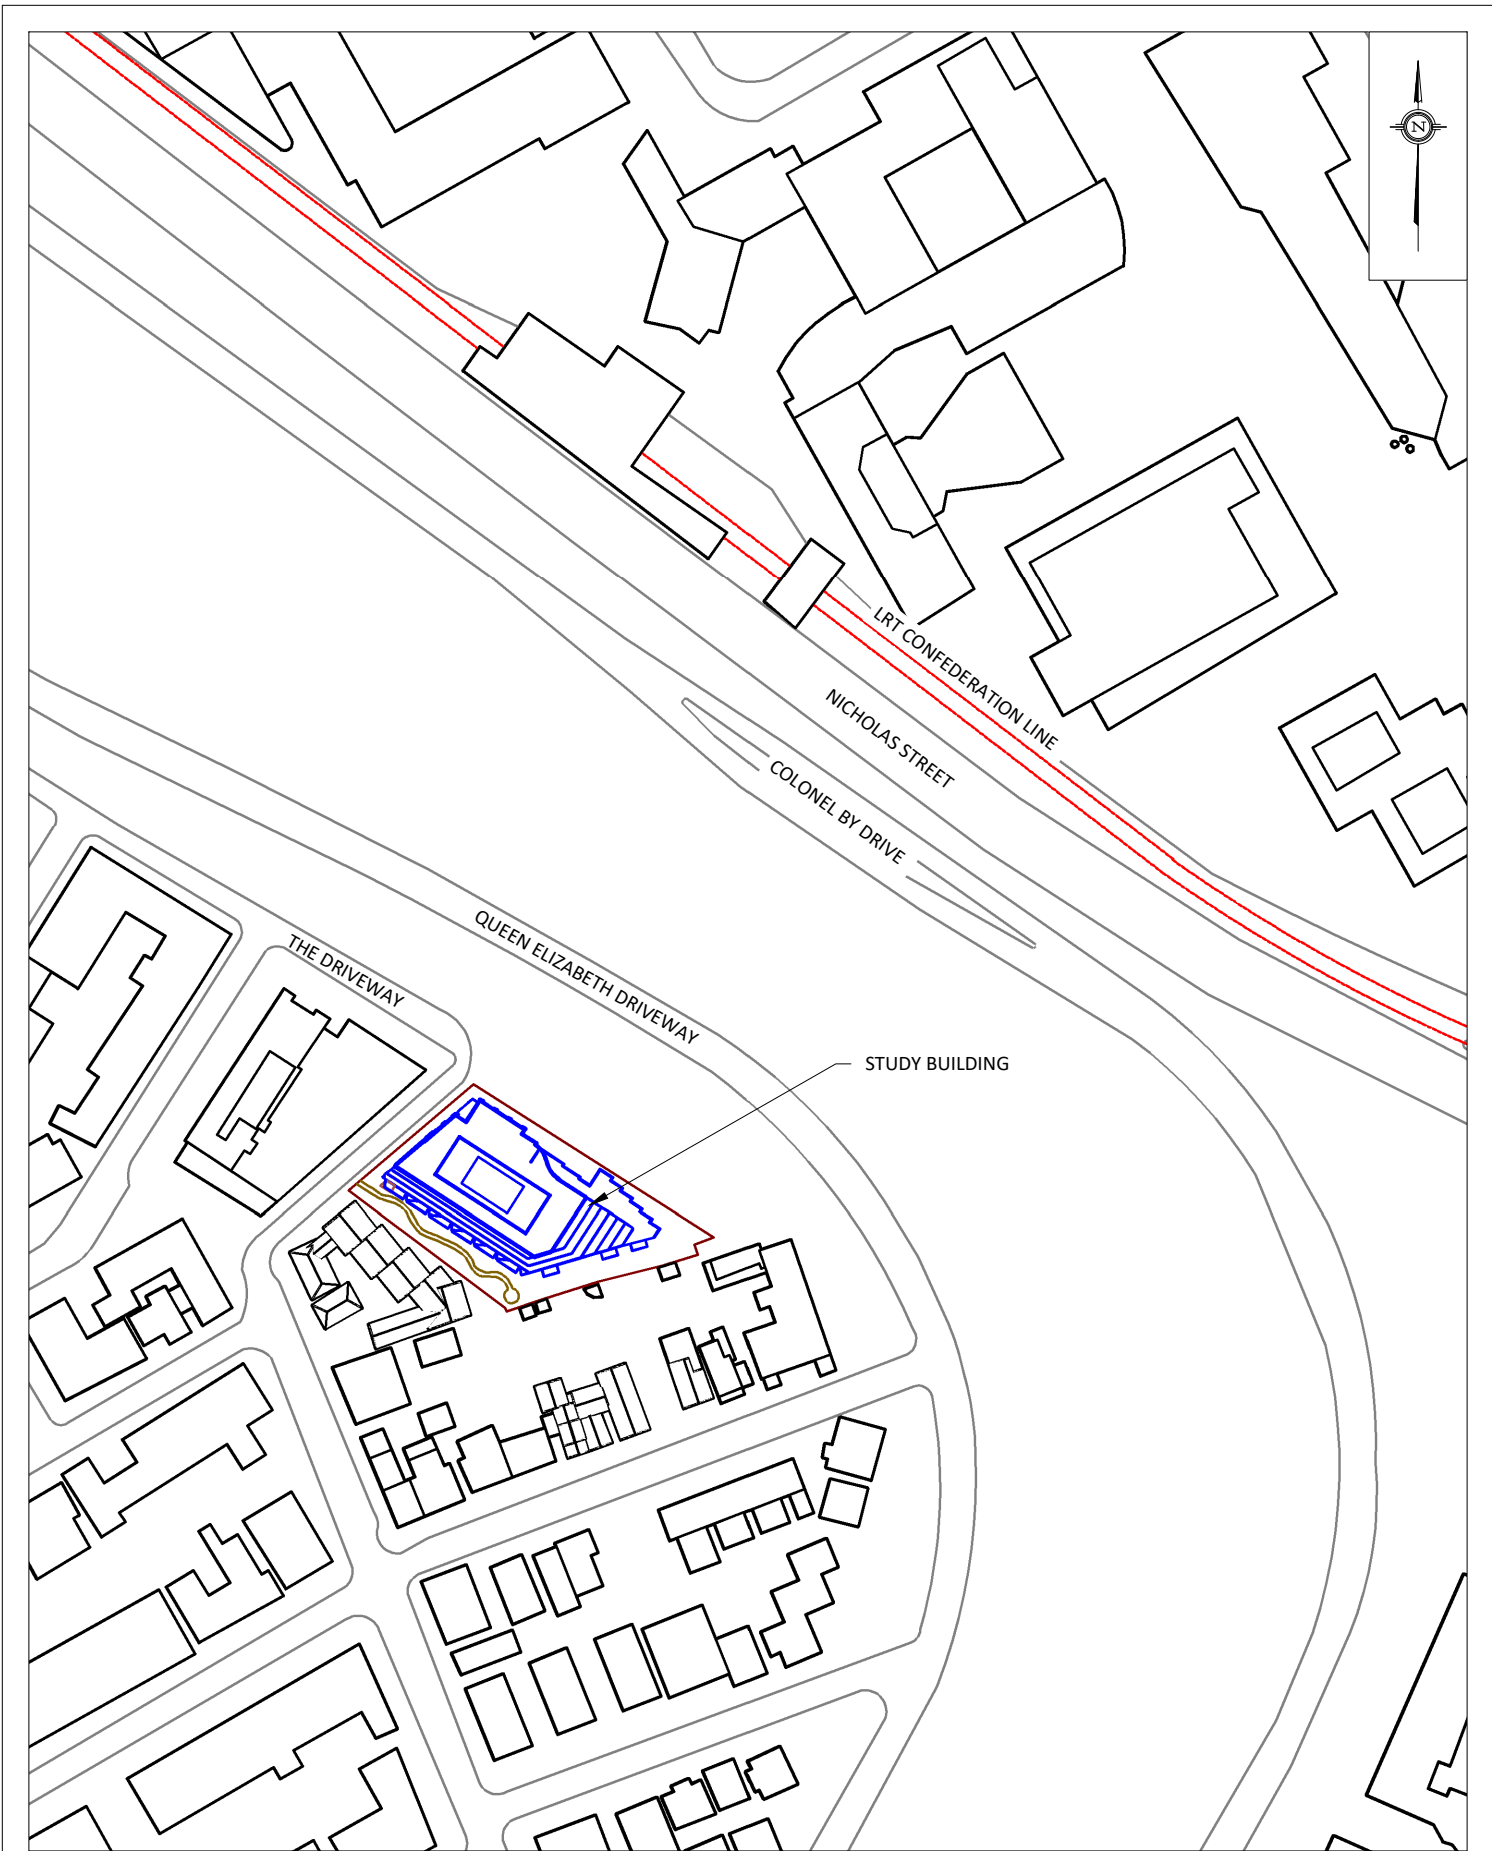 N
LRT CONFEDERATION LINE
NICHOLAS STREET
COLONEL BY DRIVE
QUEEN ELIZABETH DRIVEWAY
THE DRIVEWAY
STUDY BUILDING